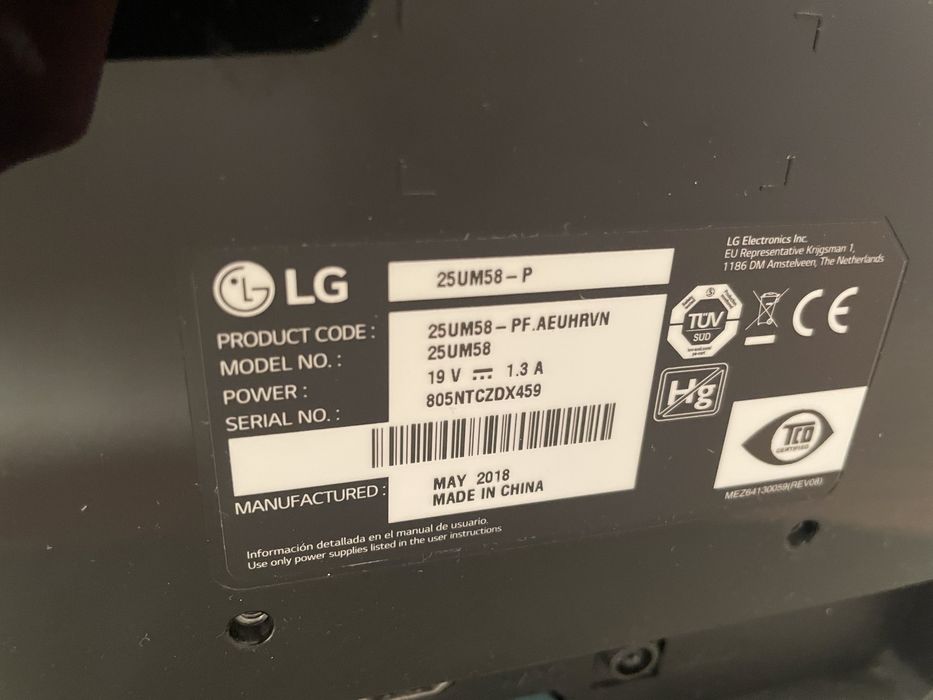 LG
25UM58-P
PRODUCT CODE : 25UM58-PF.AEUHRVN
MODEL NO. : 25UM58
POWER : 19 V 1.3 A
SERIAL NO. : 805NTCZDX459
MANUFACTURED : MAY 2018
MADE IN CHINA
Información detallada en el manual de usuario.
Use only power supplies listed in the user instructions
LG Electronics Inc.
EU Representative Krijgsman 1,
1186 DM Amstelveen, The Netherlands
TÜV
SÜD
CE
Hg
TCO
CERTIFIED
MEZ64130059(REV08)